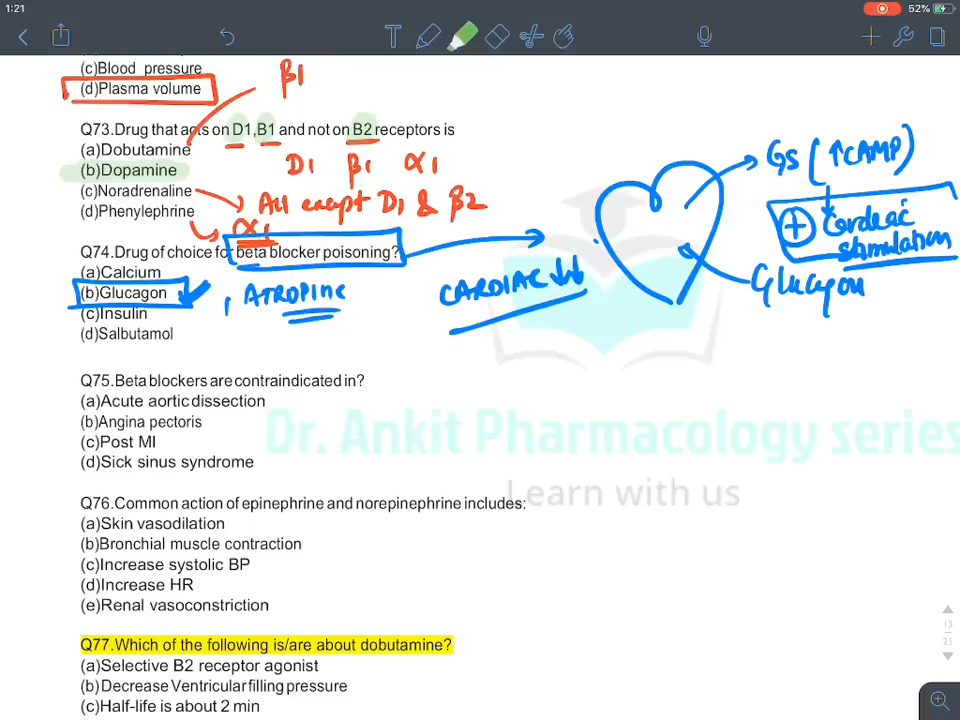 1:21
52%
T
(c)Blood pressure
(d)Plasma volume
β1
Q73.Drug that acts on D1,B1 and not on B2 receptors is
(a)Dobutamine
(b)Dopamine
D1 β1 α1
(c)Noradrenaline
All except D1 & β2
(d)Phenylephrine
α1
Gs (↑CAMP)
+ Cardiac stimulation
Glucagon
Q74.Drug of choice for beta blocker poisoning?
(a)Calcium
(b)Glucagon
, ATROPINE
CARDIAC ↓↓
(c)Insulin
(d)Salbutamol
Q75.Beta blockers are contraindicated in?
(a)Acute aortic dissection
(b)Angina pectoris
(c)Post MI
(d)Sick sinus syndrome
Dr. Ankit Pharmacology series
Learn with us
Q76.Common action of epinephrine and norepinephrine includes:
(a)Skin vasodilation
(b)Bronchial muscle contraction
(c)Increase systolic BP
(d)Increase HR
(e)Renal vasoconstriction
13
21
Q77.Which of the following is/are about dobutamine?
(a)Selective B2 receptor agonist
(b)Decrease Ventricular filling pressure
(c)Half-life is about 2 min